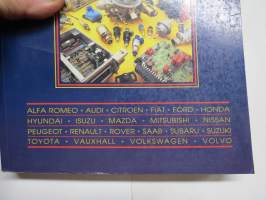 ALFA ROMEO • AUDI • CITROEN • FIAT • FORD • HONDA
HYUNDAI • ISUZU • MAZDA • MITSUBISHI • NISSAN
PEUGEOT • RENAULT • ROVER • SAAB • SUBARU • SUZUKI
TOYOTA • VAUXHALL • VOLKSWAGEN • VOLVO